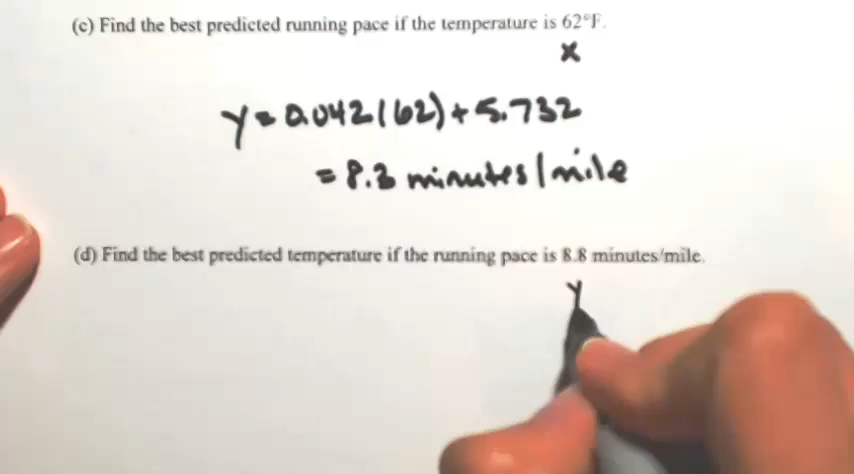 (c) Find the best predicted running pace if the temperature is 62°F.
x
y = 0.042(62) + 5.732
= 8.3 minutes/mile
(d) Find the best predicted temperature if the running pace is 8.8 minutes/mile.
y